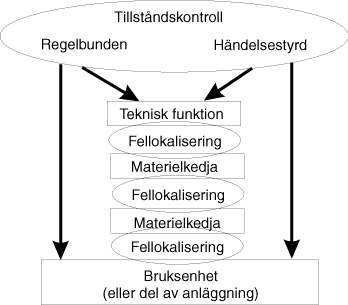 Tillståndskontroll
Regelbunden Händelsestyrd
Teknisk funktion
Fellokalisering
Materielkedja
Fellokalisering
Materielkedja
Fellokalisering
Bruksenhet
(eller del av anläggning)